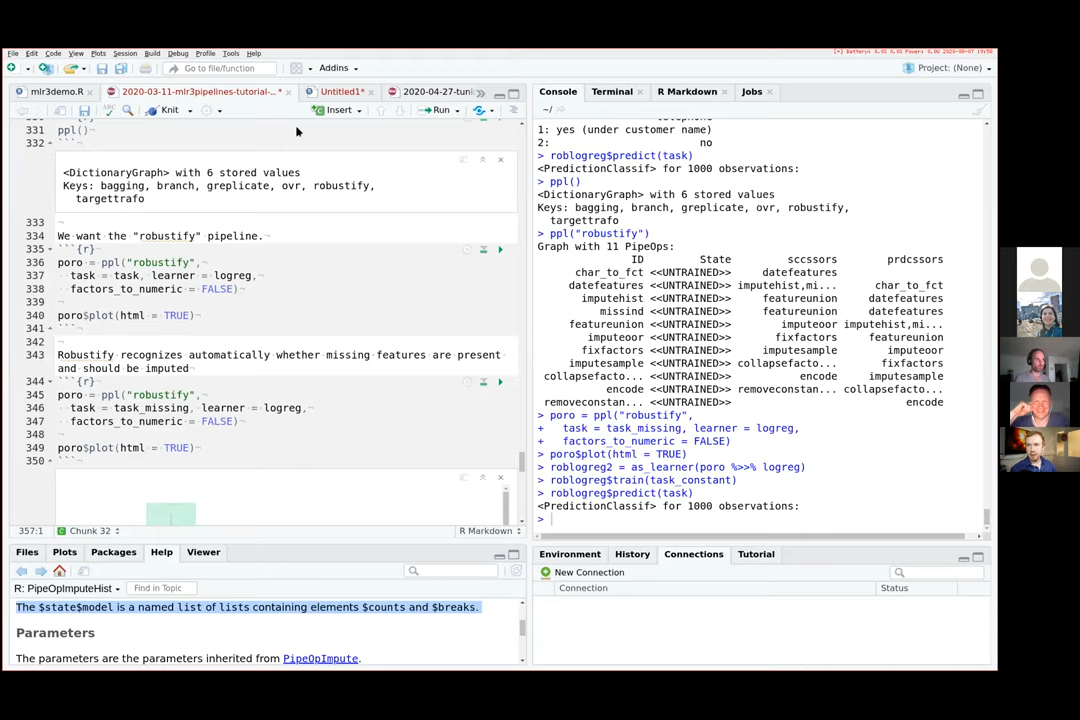 [*] Battery: 0.0% 0.0% Power: 0.0U 2020-08-07 19:50
File Edit Code View Plots Session Build Debug Profile Tools Help
Go to file/function
Addins
Project: (None)
mlr3demo.R
2020-03-11-mlr3pipelines-tutorial-...*
Untitled1*
2020-04-27-tuni
Knit
Insert
Run
331 ppl()
332 ```
<DictionaryGraph> with 6 stored values
Keys: bagging, branch, greplicate, ovr, robustify,
targettrafo
333
334 We want the "robustify" pipeline.
335 ```{r}
336 poro = ppl("robustify",
337 task = task, learner = logreg,
338 factors_to_numeric = FALSE)
339
340 poro$plot(html = TRUE)
341 ```
342
343 Robustify recognizes automatically whether missing features are present
and should be imputed
344 ```{r}
345 poro = ppl("robustify",
346 task = task_missing, learner = logreg,
347 factors_to_numeric = FALSE)
348
349 poro$plot(html = TRUE)
350 ```
357:1
Chunk 32
R Markdown
Console Terminal R Markdown Jobs
~/
1: yes (under customer name)
2: no
> roblogreg$predict(task)
<PredictionClassif> for 1000 observations:
> ppl()
<DictionaryGraph> with 6 stored values
Keys: bagging, branch, greplicate, ovr, robustify,
targettrafo
> ppl("robustify")
Graph with 11 PipeOps:
ID State sccssors prdcssors
char_to_fct <<UNTRAINED>> datefeatures
datefeatures <<UNTRAINED>> imputehist,mi... char_to_fct
imputehist <<UNTRAINED>> featureunion datefeatures
missind <<UNTRAINED>> featureunion datefeatures
featureunion <<UNTRAINED>> imputeoor imputehist,mi...
imputeoor <<UNTRAINED>> fixfactors featureunion
fixfactors <<UNTRAINED>> imputesample imputeoor
imputesample <<UNTRAINED>> collapsefacto... fixfactors
collapsefacto... <<UNTRAINED>> encode imputesample
encode <<UNTRAINED>> removeconstan... collapsefacto...
removeconstan... <<UNTRAINED>> encode
> poro = ppl("robustify",
+ task = task_missing, learner = logreg,
+ factors_to_numeric = FALSE)
> poro$plot(html = TRUE)
> roblogreg2 = as_learner(poro %>>% logreg)
> roblogreg$train(task_constant)
> roblogreg$predict(task)
<PredictionClassif> for 1000 observations:
>
Files Plots Packages Help Viewer
R: PipeOpImputeHist
Find in Topic
The $state$model is a named list of lists containing elements $counts and $breaks.
Parameters
The parameters are the parameters inherited from PipeOpImpute.
Environment History Connections Tutorial
New Connection
Connection
Status